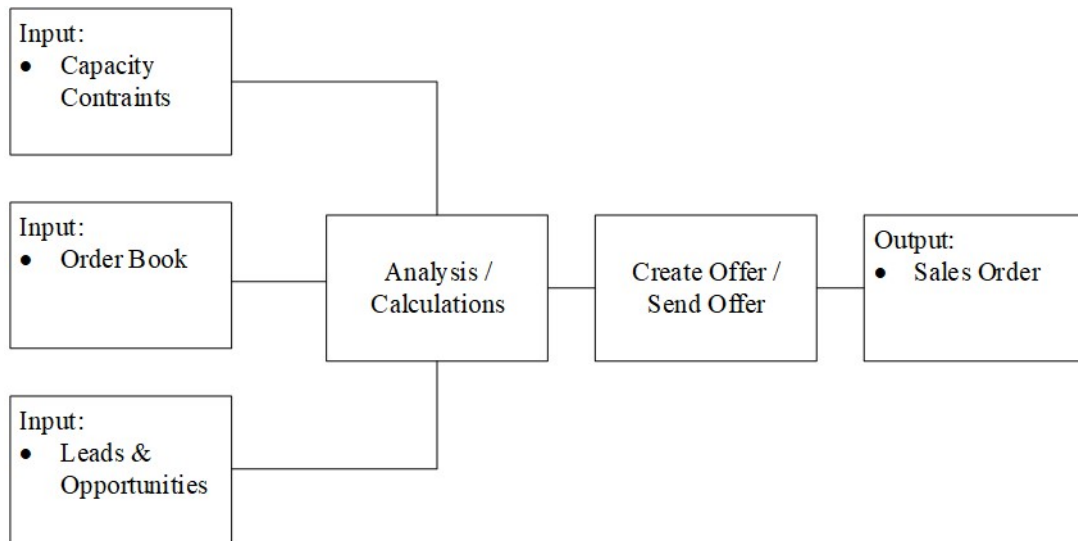 Input:
● Capacity
Contraints
Input:
● Order Book
Input:
● Leads &
Opportunities
Analysis /
Calculations
Create Offer /
Send Offer
Output:
● Sales Order